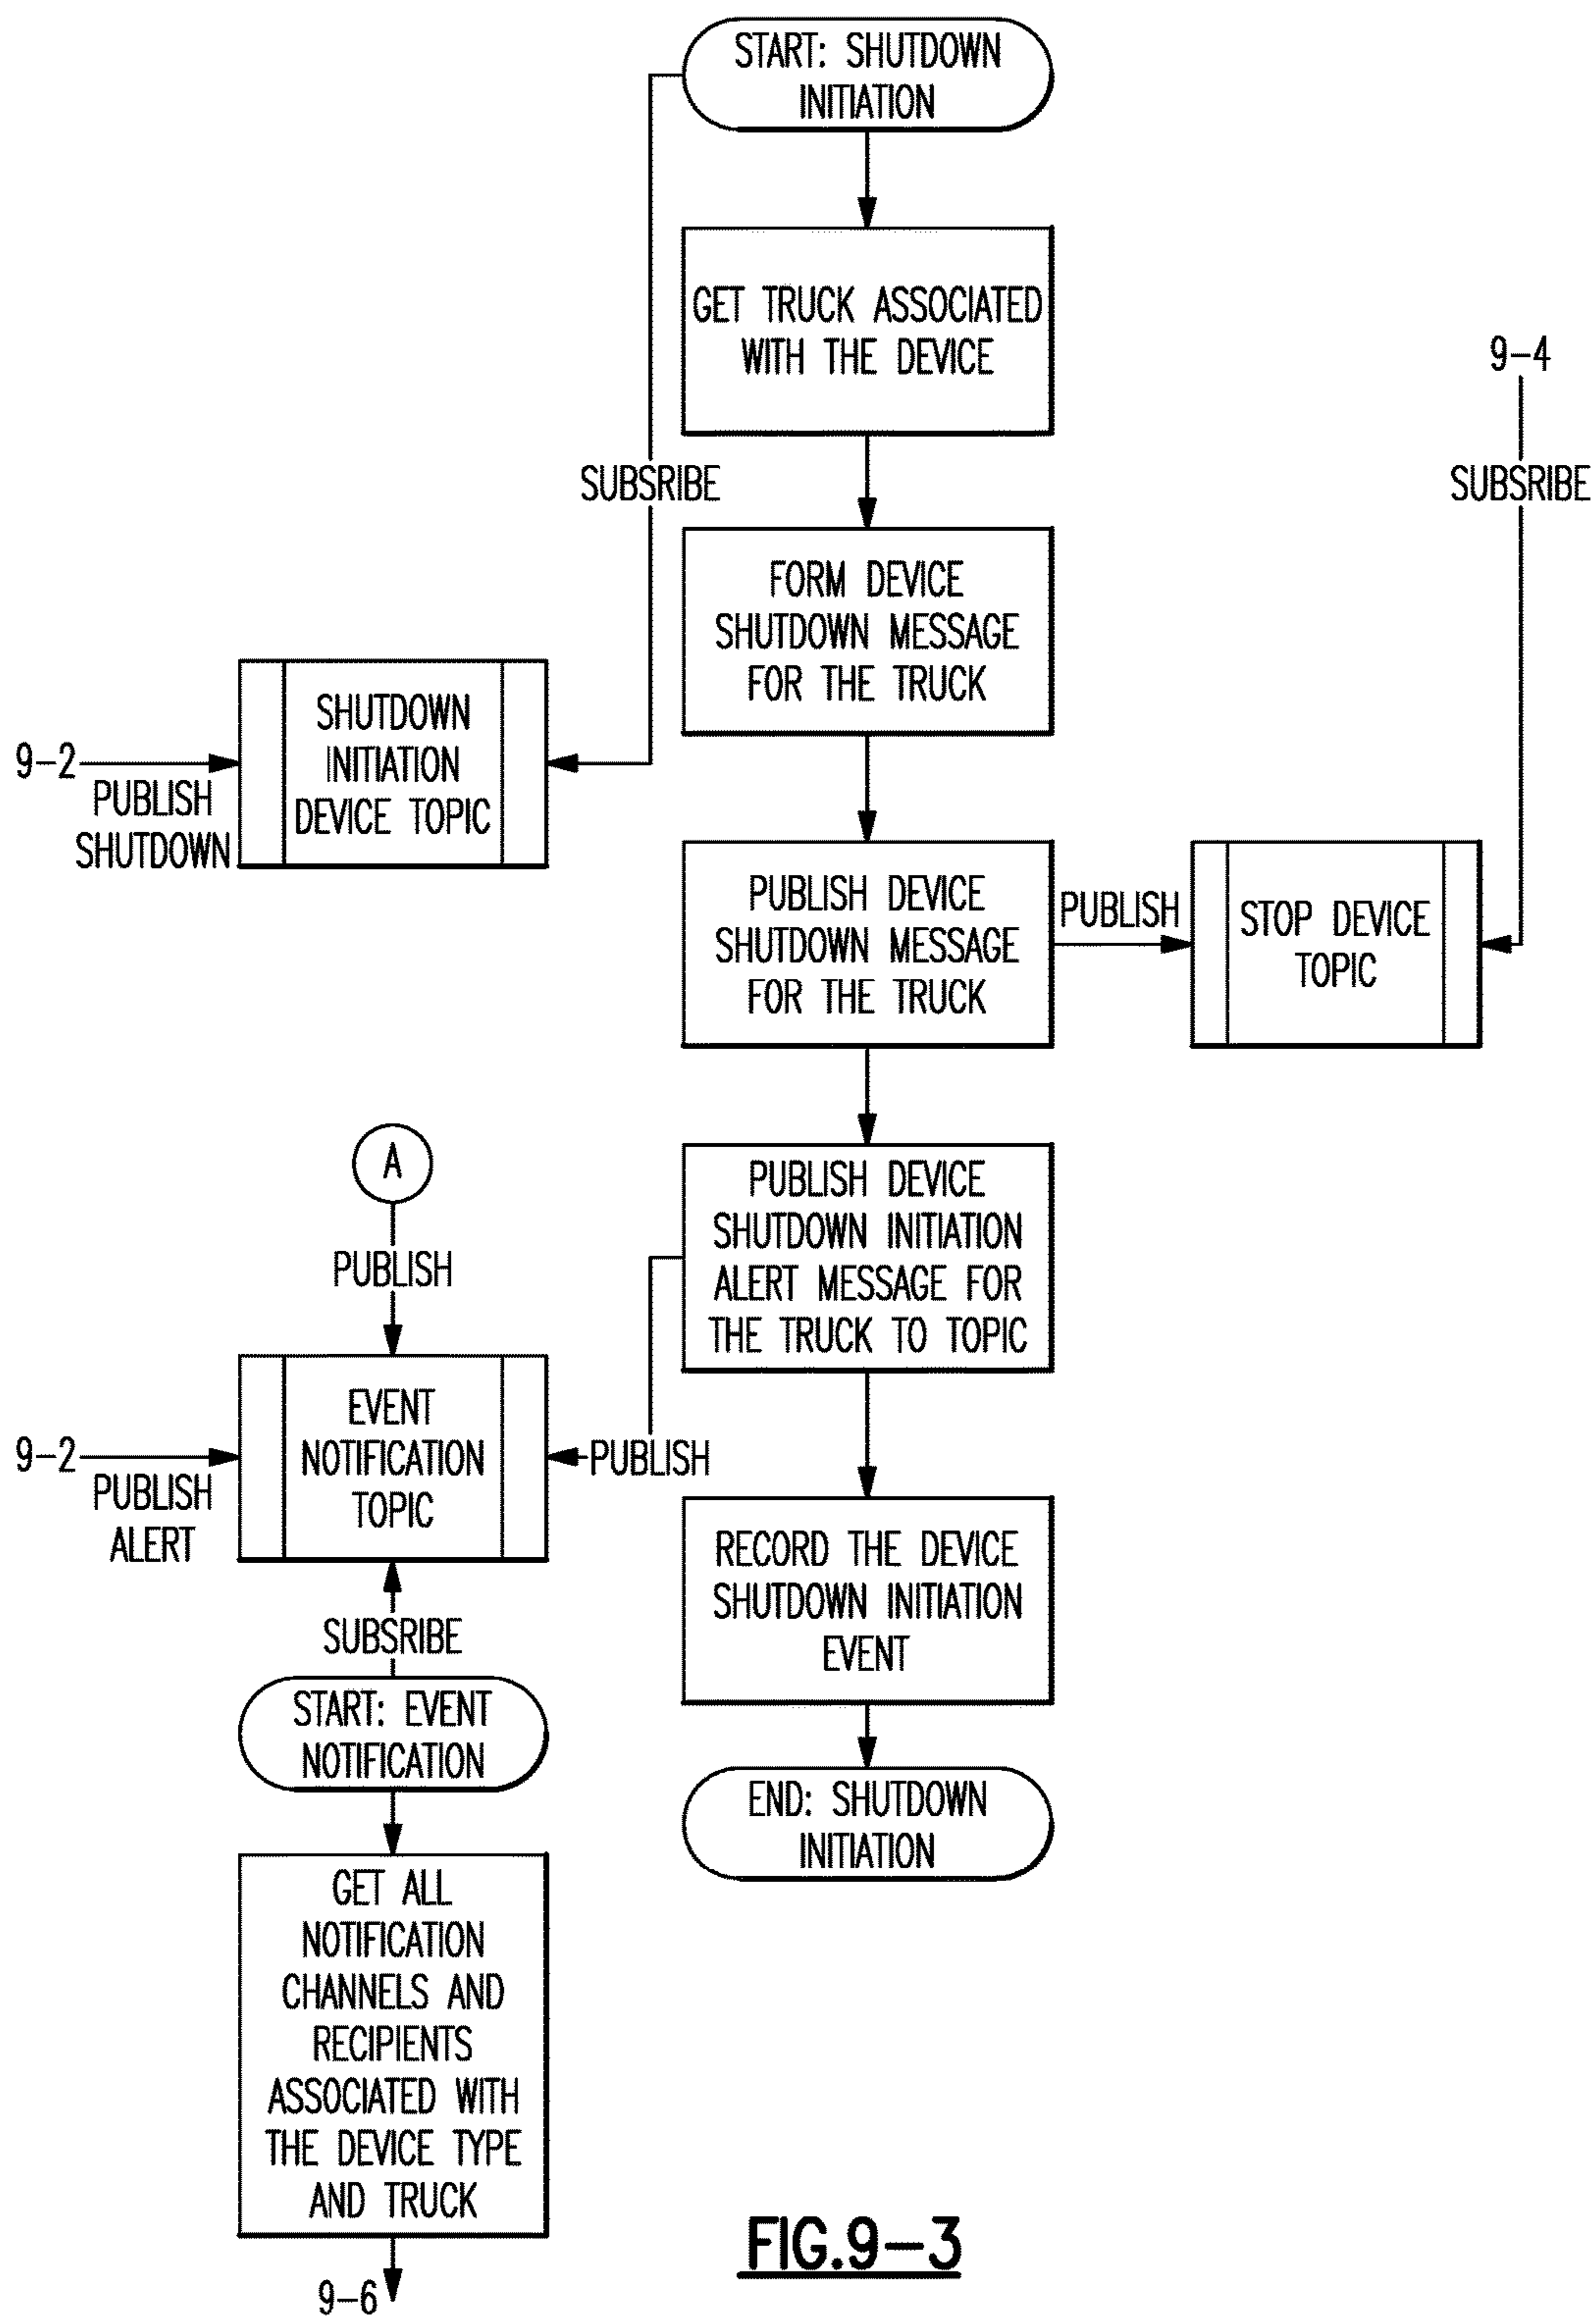 START: SHUTDOWN
INITIATION
GET TRUCK ASSOCIATED
WITH THE DEVICE
9-4
SUBSRIBE
SUBSRIBE
FORM DEVICE
SHUTDOWN MESSAGE
FOR THE TRUCK
SHUTDOWN
INITIATION
DEVICE TOPIC
9-2
PUBLISH
SHUTDOWN
PUBLISH DEVICE
SHUTDOWN MESSAGE
FOR THE TRUCK
PUBLISH
STOP DEVICE
TOPIC
A
PUBLISH
PUBLISH DEVICE
SHUTDOWN INITIATION
ALERT MESSAGE FOR
THE TRUCK TO TOPIC
EVENT
NOTIFICATION
TOPIC
9-2
PUBLISH
ALERT
PUBLISH
RECORD THE DEVICE
SHUTDOWN INITIATION
EVENT
SUBSRIBE
START: EVENT
NOTIFICATION
END: SHUTDOWN
INITIATION
GET ALL
NOTIFICATION
CHANNELS AND
RECIPIENTS
ASSOCIATED WITH
THE DEVICE TYPE
AND TRUCK
9-6
FIG.9-3